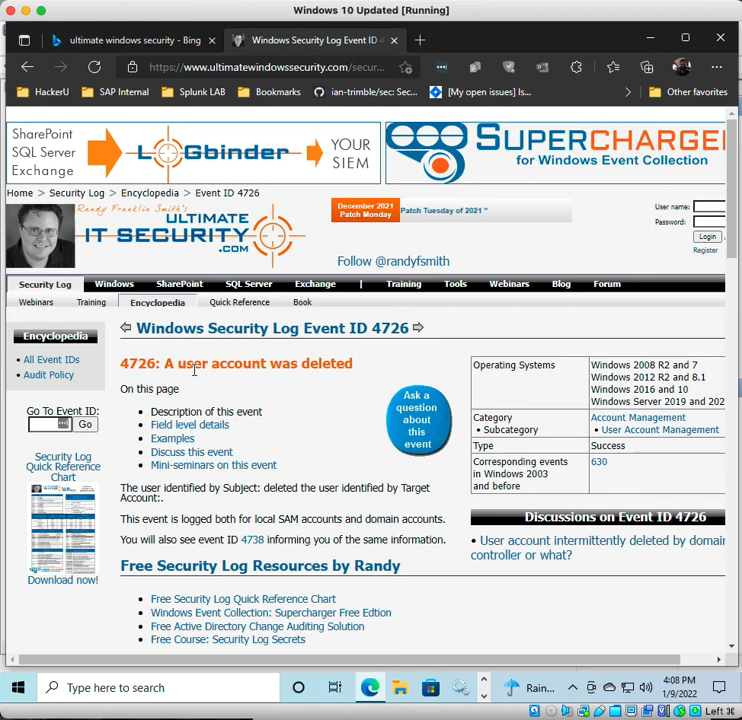 Windows 10 Updated [Running]
ultimate windows security - Bing
Windows Security Log Event ID 4
https://www.ultimatewindowssecurity.com/secur...
HackerU
SAP Internal
Splunk LAB
Bookmarks
ian-trimble/sec: Sec...
[My open issues] Is...
Other favorites
SharePoint
SQL Server
Exchange
LOGbinder
YOUR
SIEM
SUPERCHARGER
for Windows Event Collection
Home > Security Log > Encyclopedia > Event ID 4726
Randy Franklin Smith's
ULTIMATE
IT SECURITY
.COM
December 2021
Patch Monday
Patch Tuesday of 2021 "
User name:
Password:
Login
Register
Follow @randyfsmith
Security Log
Windows
SharePoint
SQL Server
Exchange
|
Training
Tools
Webinars
Blog
Forum
Webinars
Training
Encyclopedia
Quick Reference
Book
Encyclopedia
• All Event IDs
• Audit Policy
Go To Event ID:
Go
Security Log
Quick Reference
Chart
Download now!
Windows Security Log Event ID 4726
4726: A user account was deleted
On this page
• Description of this event
• Field level details
• Examples
• Discuss this event
• Mini-seminars on this event
Ask a
question
about
this
event
The user identified by Subject: deleted the user identified by Target
Account:.
This event is logged both for local SAM accounts and domain accounts.
You will also see event ID 4738 informing you of the same information.
Free Security Log Resources by Randy
• Free Security Log Quick Reference Chart
• Windows Event Collection: Supercharger Free Edtion
• Free Active Directory Change Auditing Solution
• Free Course: Security Log Secrets
Operating Systems
Windows 2008 R2 and 7
Windows 2012 R2 and 8.1
Windows 2016 and 10
Windows Server 2019 and 202
Category
• Subcategory
Account Management
• User Account Management
Type
Success
Corresponding events
in Windows 2003
and before
630
Discussions on Event ID 4726
• User account intermittently deleted by domain
controller or what?
Type here to search
Rain...
4:08 PM
1/9/2022
Left ⌘